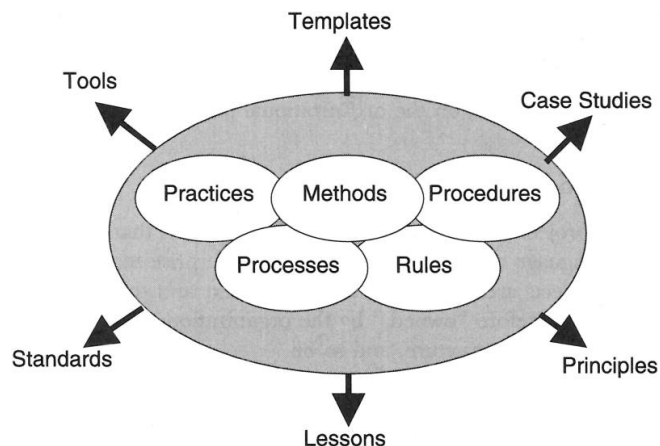 Templates
Tools
Case Studies
Practices
Methods
Procedures
Processes
Rules
Standards
Principles
Lessons